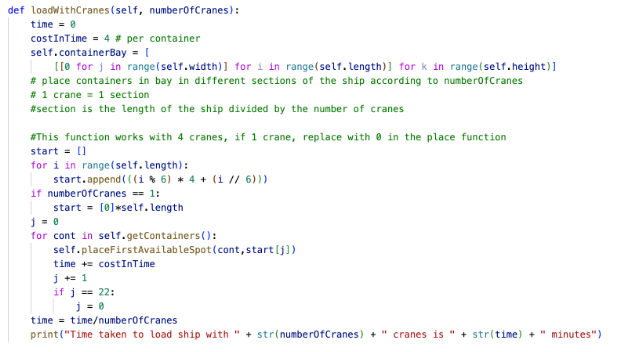 def loadWithCranes(self, numberOfCranes):
    time = 0
    costInTime = 4 # per container
    self.containerBay = [
        [[0 for j in range(self.width)] for i in range(self.length)] for k in range(self.height)]
    # place containers in bay in different sections of the ship according to numberOfCranes
    # 1 crane = 1 section
    #section is the length of the ship divided by the number of cranes

    #This function works with 4 cranes, if 1 crane, replace with 0 in the place function
    start = []
    for i in range(self.length):
        start.append(((i % 6) * 4 + (i // 6)))
    if numberOfCranes == 1:
        start = [0]*self.length
    j = 0
    for cont in self.getContainers():
        self.placeFirstAvailableSpot(cont,start[j])
        time += costInTime
        j += 1
        if j == 22:
            j = 0
    time = time/numberOfCranes
    print("Time taken to load ship with " + str(numberOfCranes) + " cranes is " + str(time) + " minutes")